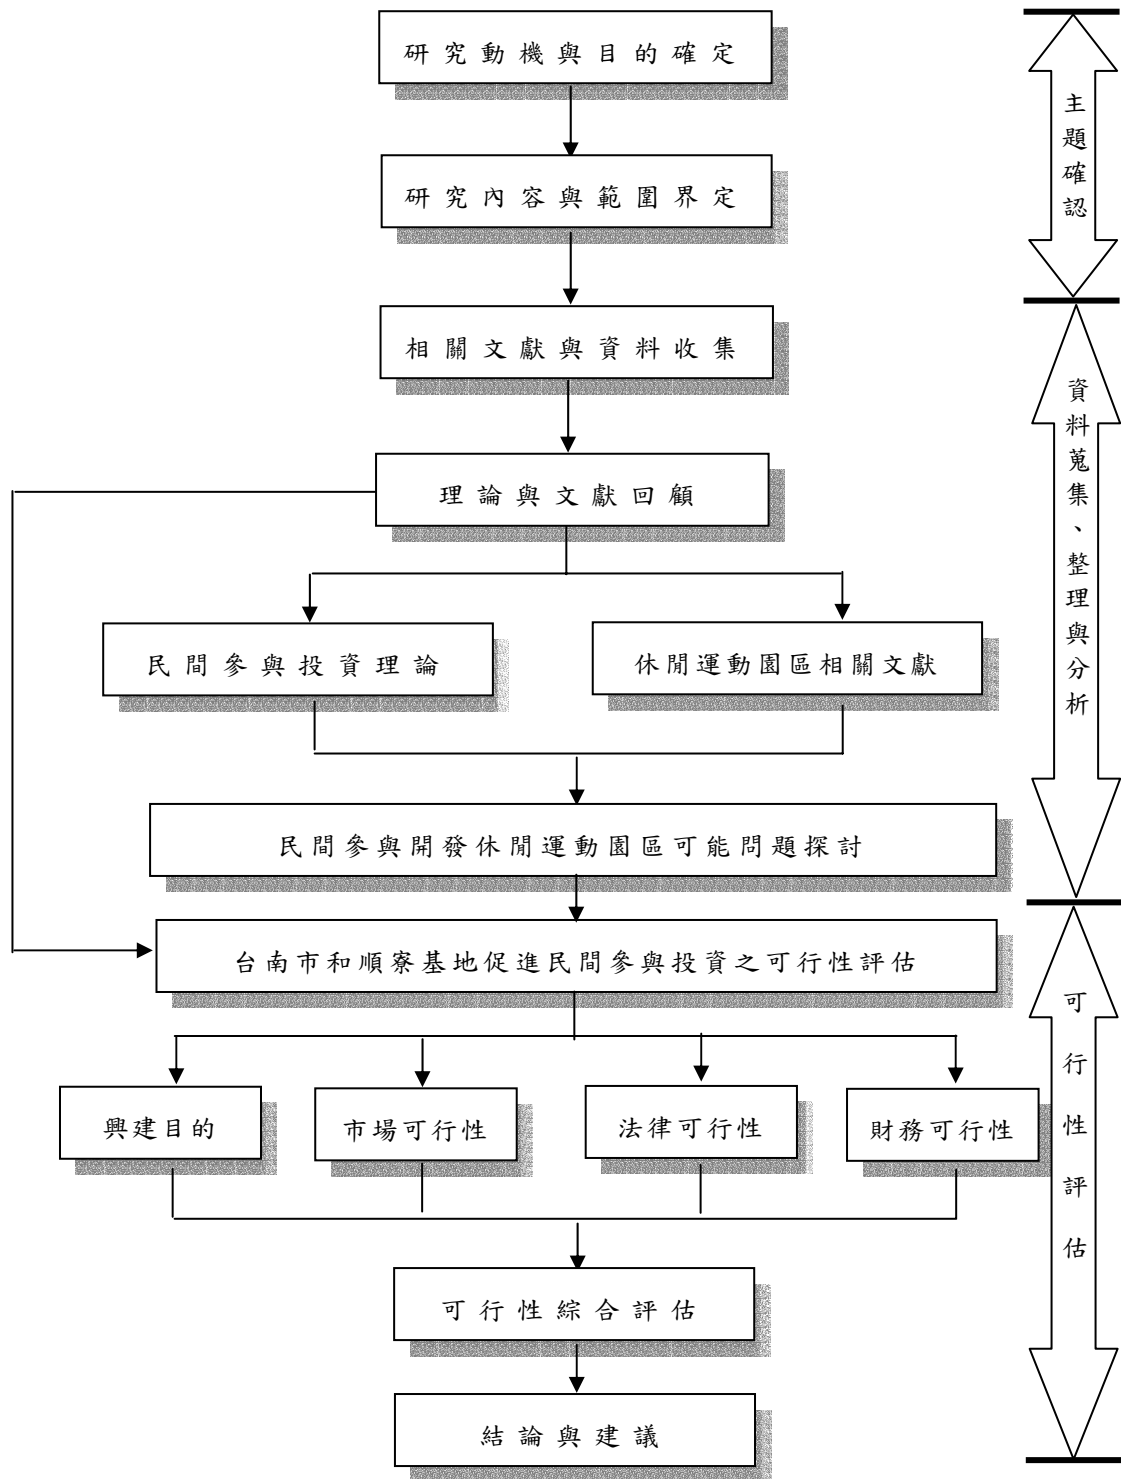 研究動機與目的確定
主題確認
研究內容與範圍界定
相關文獻與資料收集
資料蒐集、整理與分析
理論與文獻回顧
民間參與投資理論
休閒運動園區相關文獻
民間參與開發休閒運動園區可能問題探討
台南市和順寮基地促進民間參與投資之可行性評估
可行性評估
興建目的
市場可行性
法律可行性
財務可行性
可行性綜合評估
結論與建議